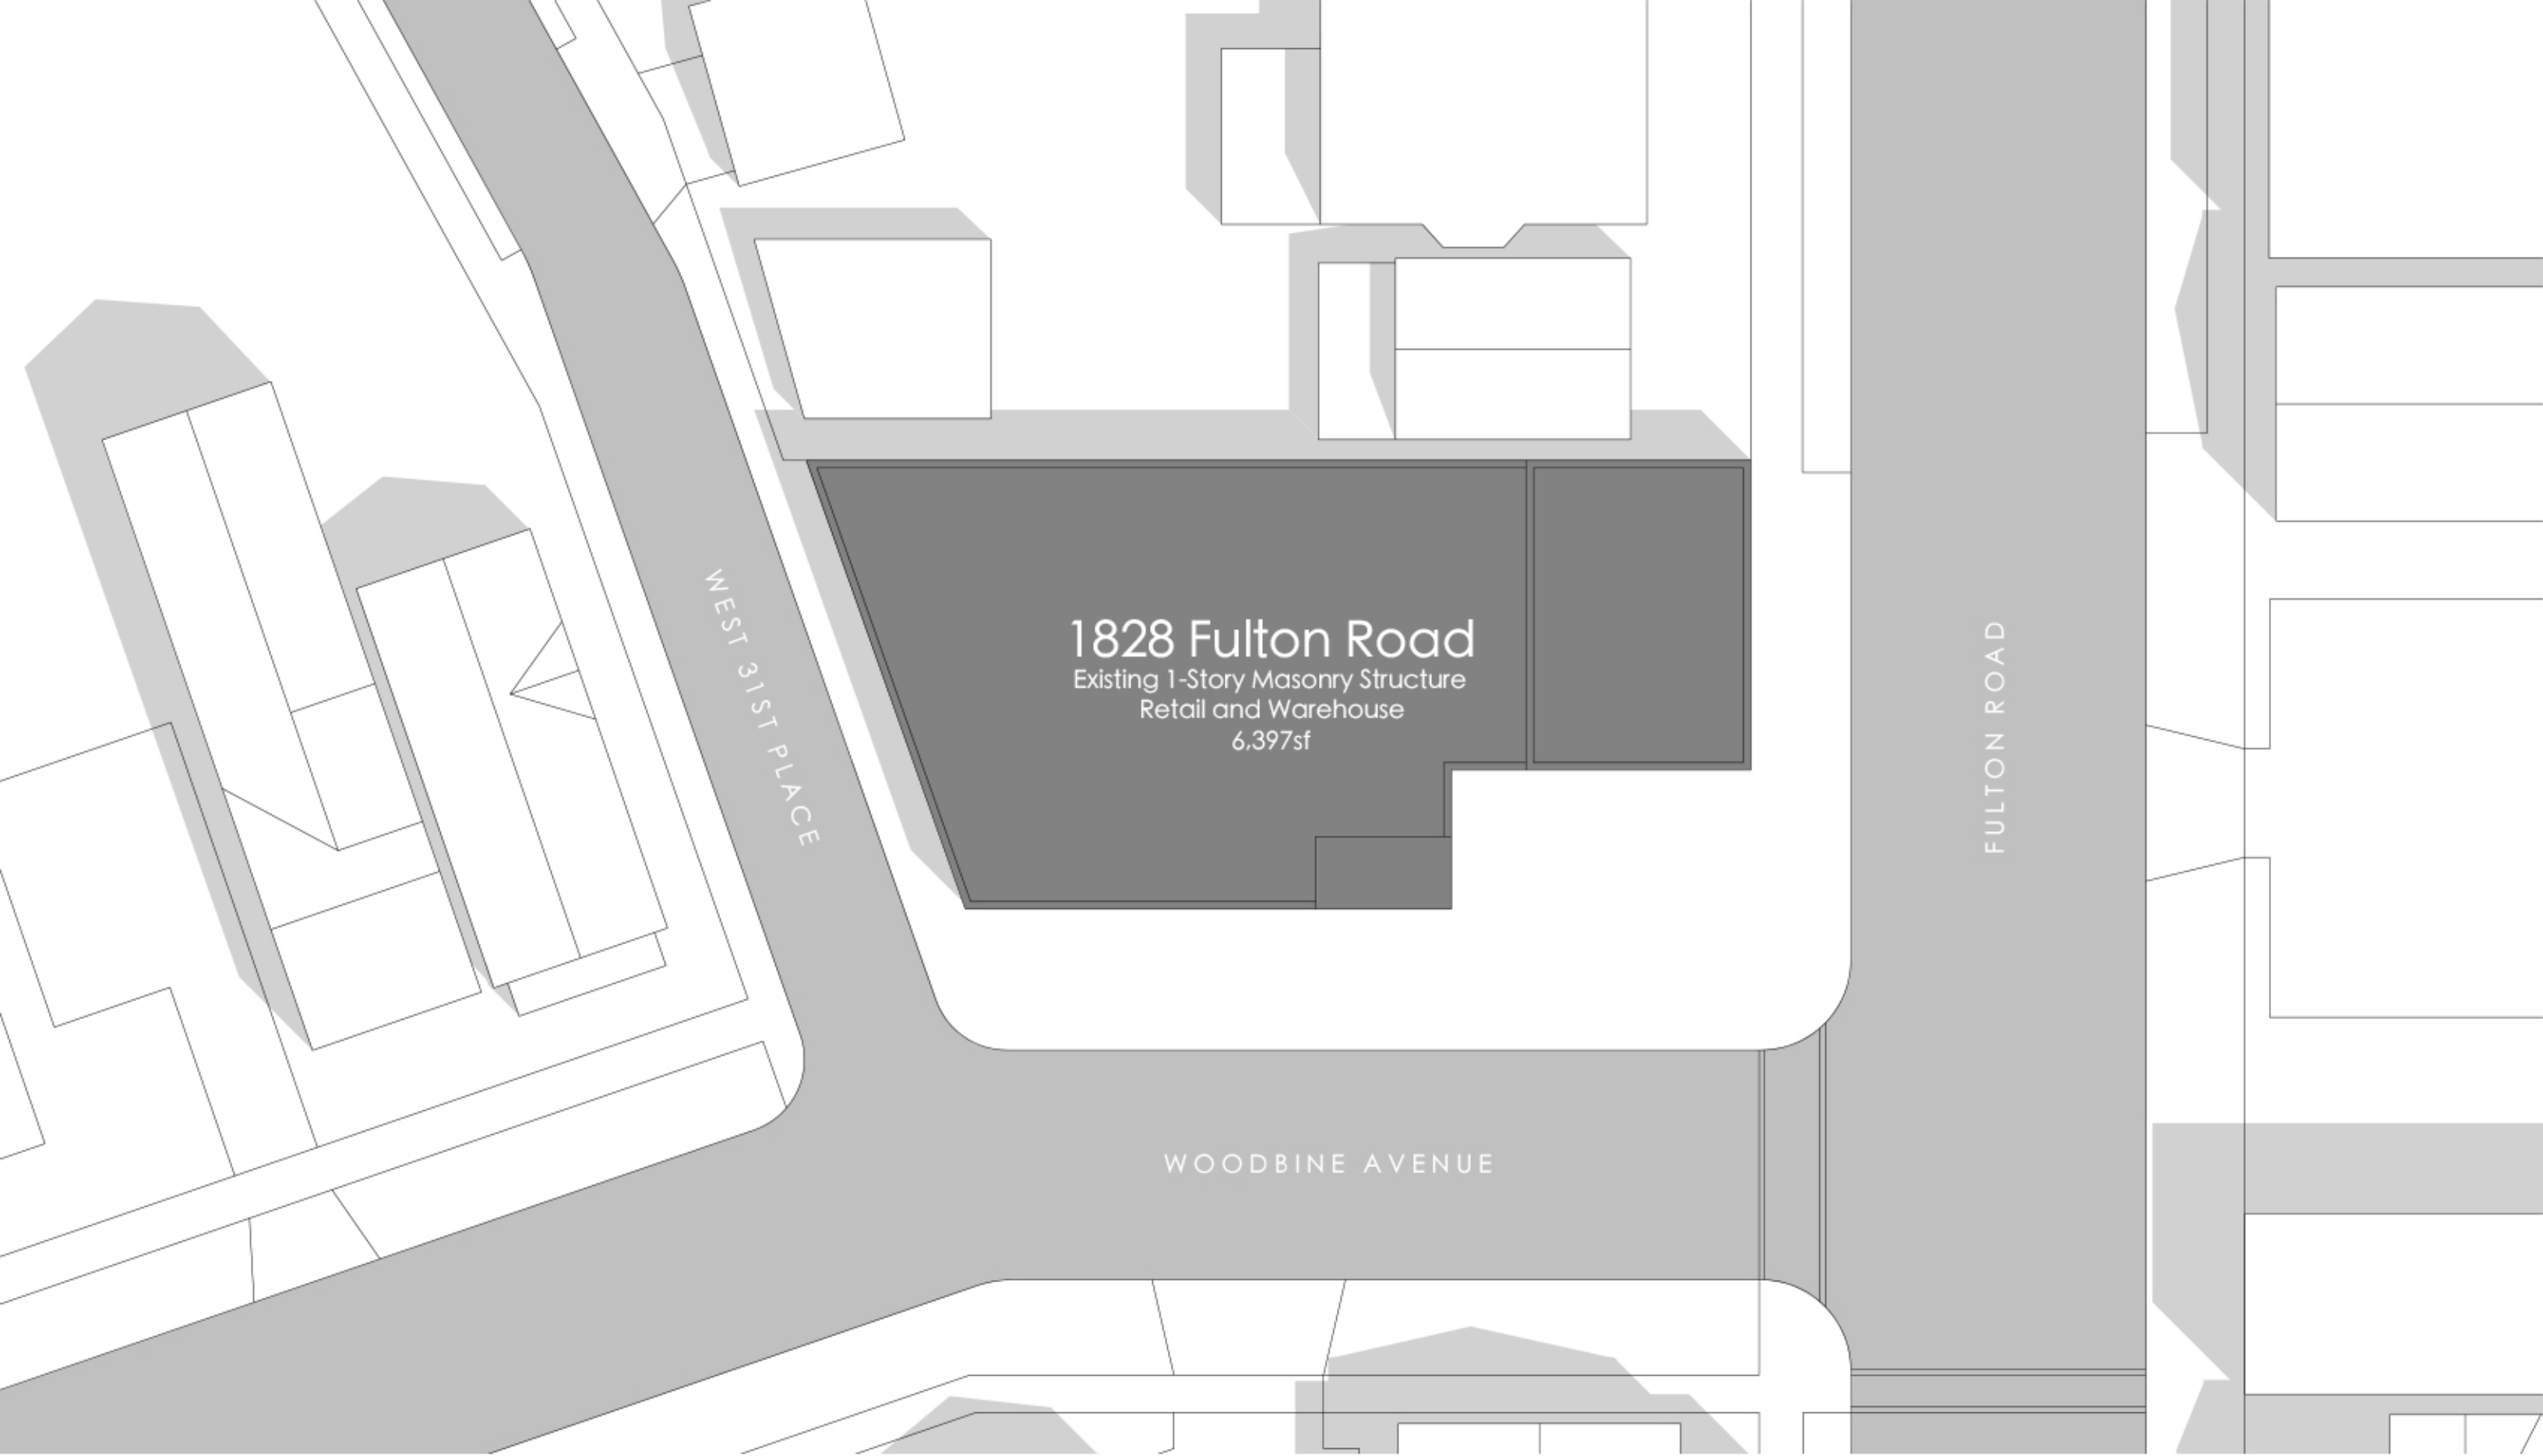 1828 Fulton Road
Existing 1-Story Masonry Structure
Retail and Warehouse
6,397sf
WEST 31ST PLACE
FULTON ROAD
WOODBINE AVENUE